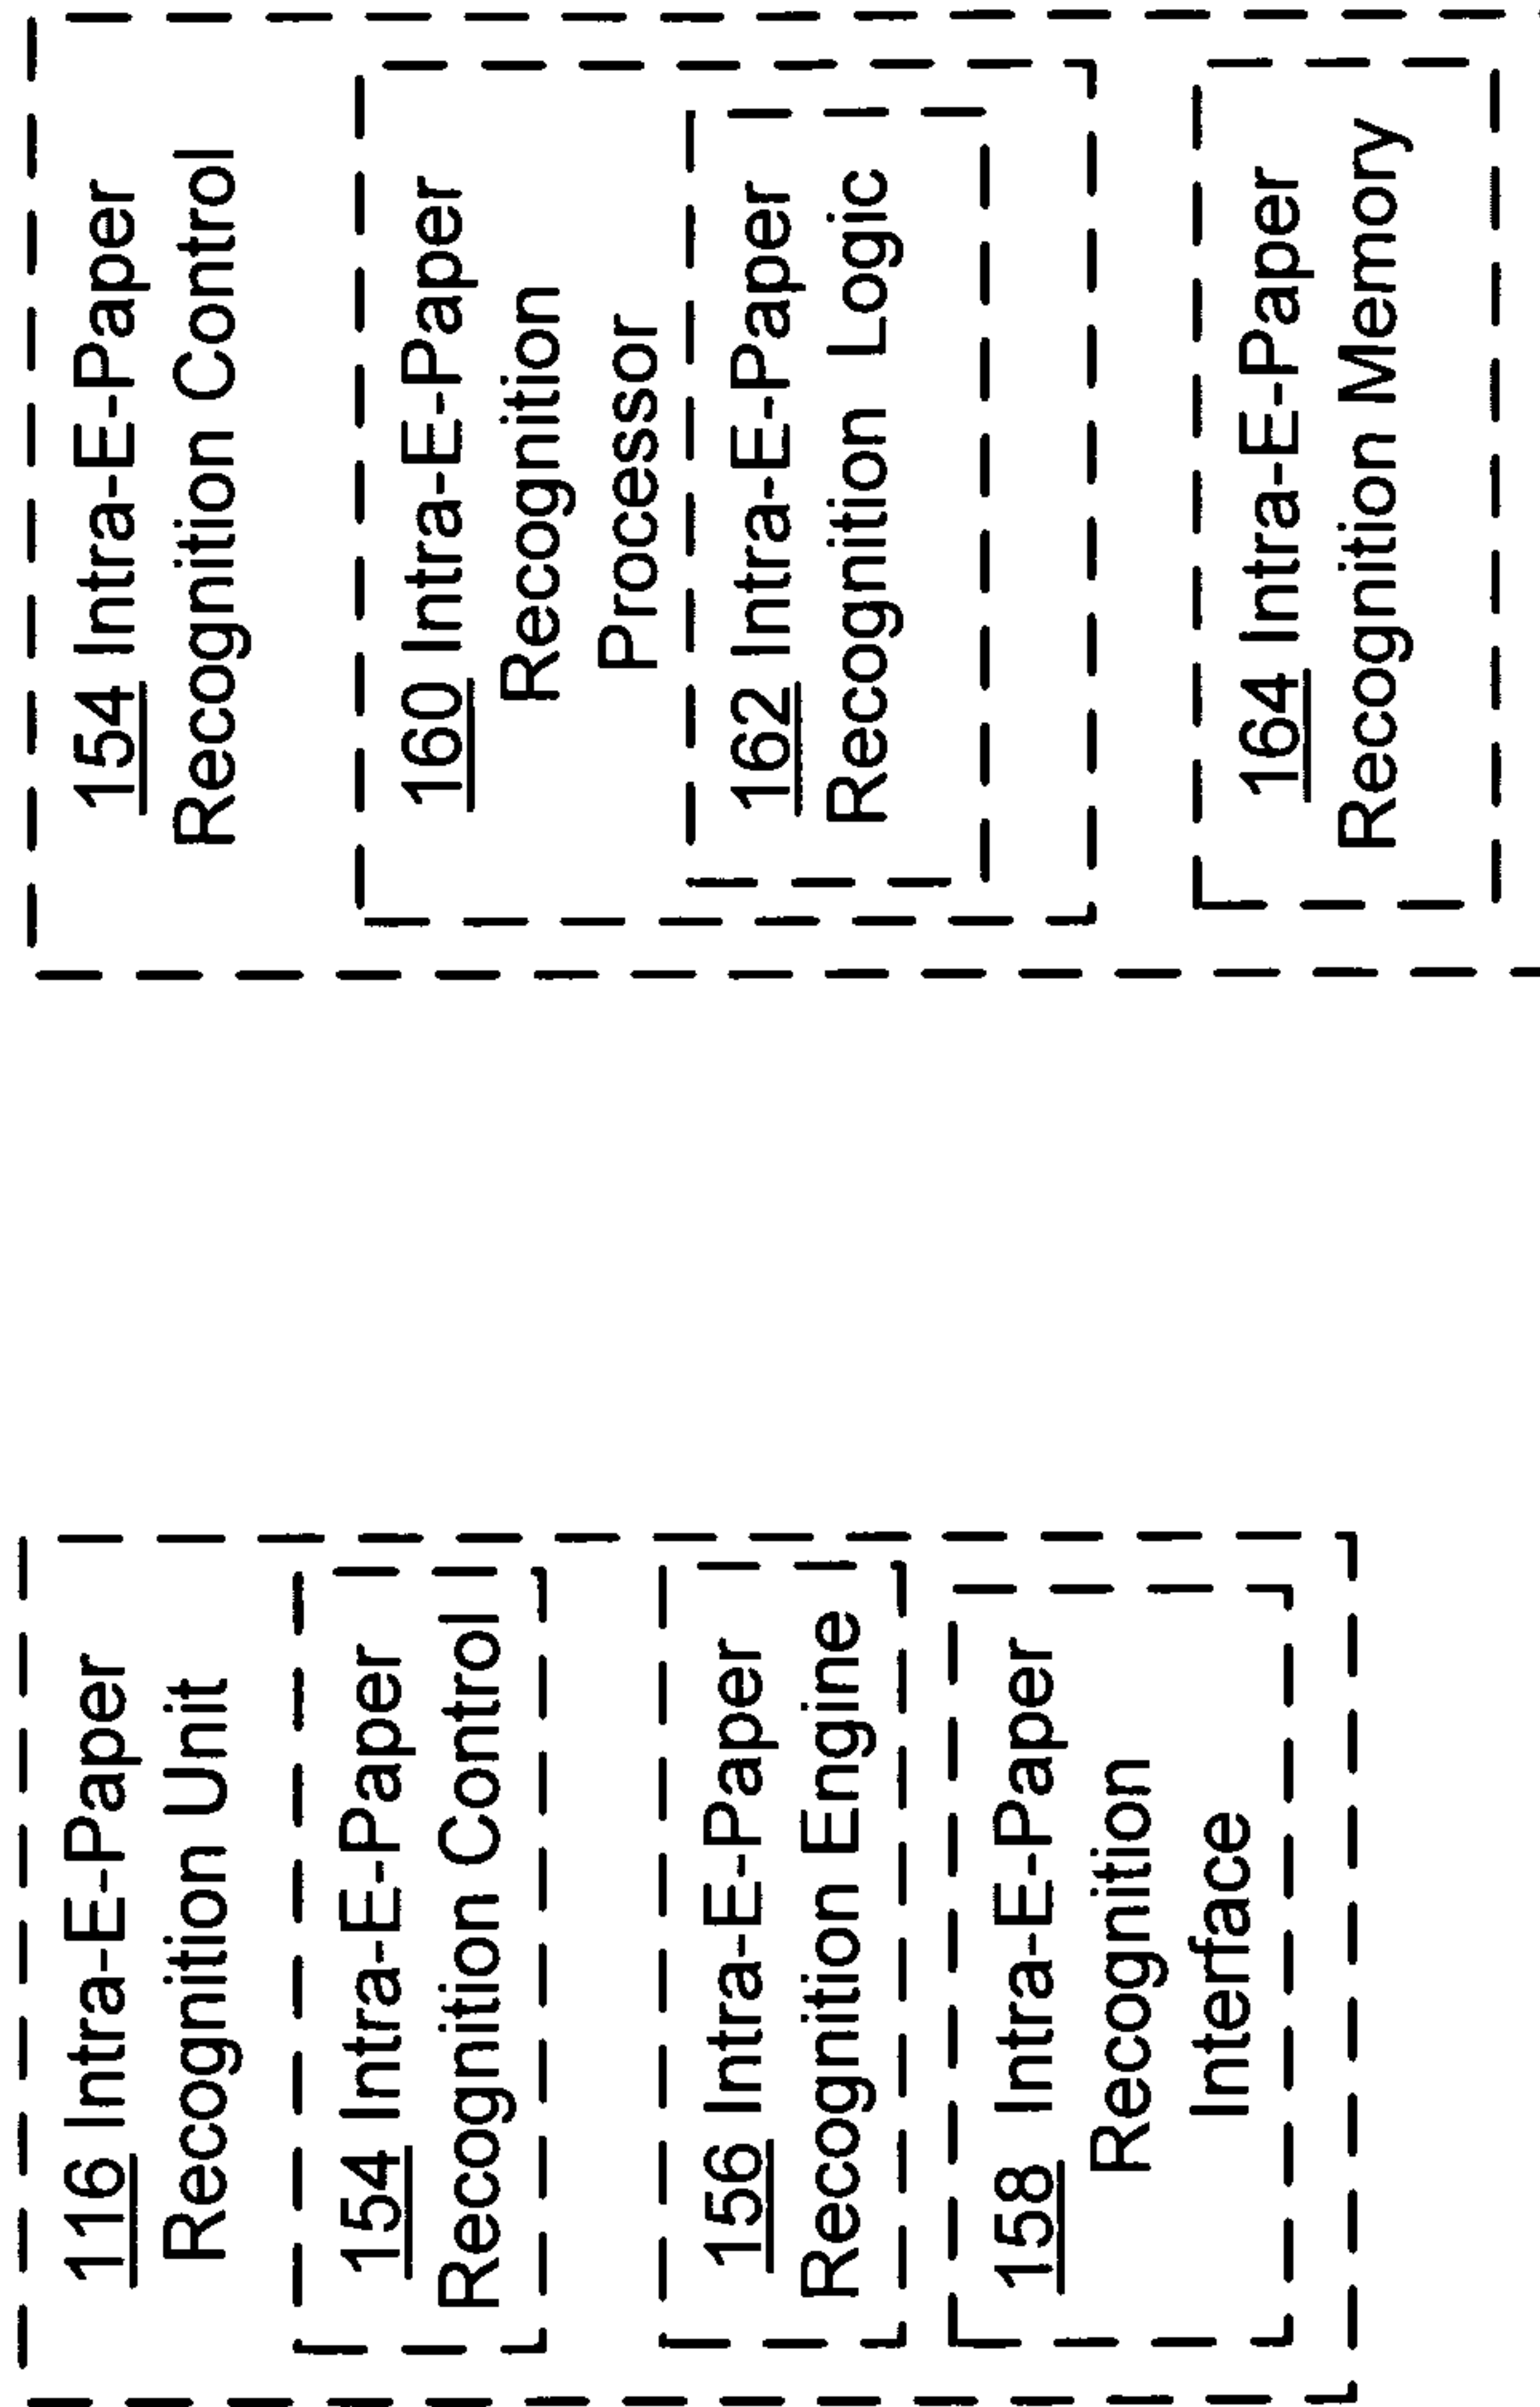 116 Intra-E-Paper
Recognition Unit
154 Intra-E-Paper
Recognition Control
156 Intra-E-Paper
Recognition Engine
158 Intra-E-Paper
Recognition
Interface
154 Intra-E-Paper
Recognition Control
160 Intra-E-Paper
Recognition
Processor
162 Intra-E-Paper
Recognition Logic
164 Intra-E-Paper
Recognition Memory